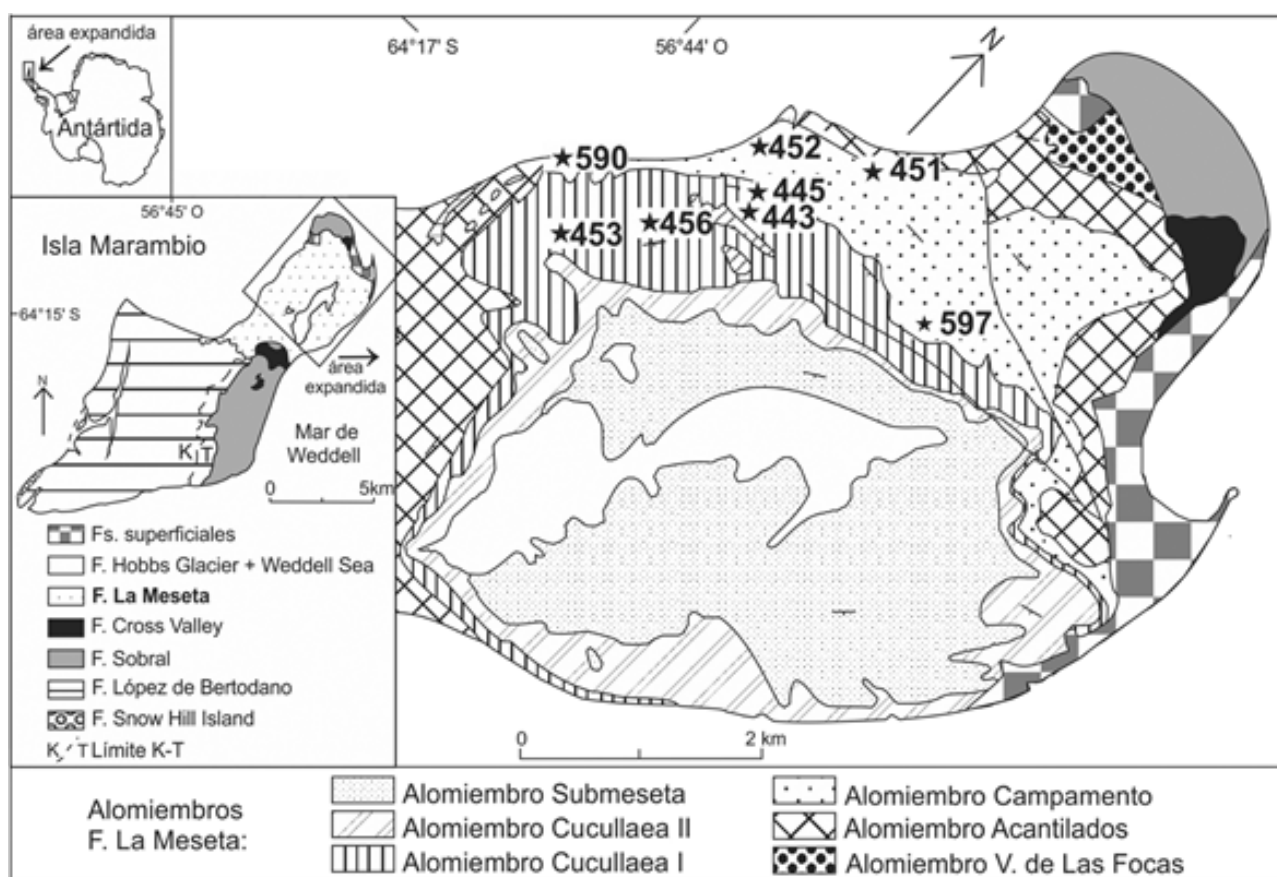 área expandida
Antártida
64°17' S
56°44' O
N
56°45' O
Isla Marambio
64°15' S
N
área
expandida
Mar de
Weddell
K T
0 5km
Fs. superficiales
F. Hobbs Glacier + Weddell Sea
F. La Meseta
F. Cross Valley
F. Sobral
F. López de Bertodano
F. Snow Hill Island
K T Límite K-T
590
452
451
445
443
456
453
597
0 2 km
Alomiembros
F. La Meseta:
Alomiembro Submeseta
Alomiembro Cucullaea II
Alomiembro Cucullaea I
Alomiembro Campamento
Alomiembro Acantilados
Alomiembro V. de Las Focas